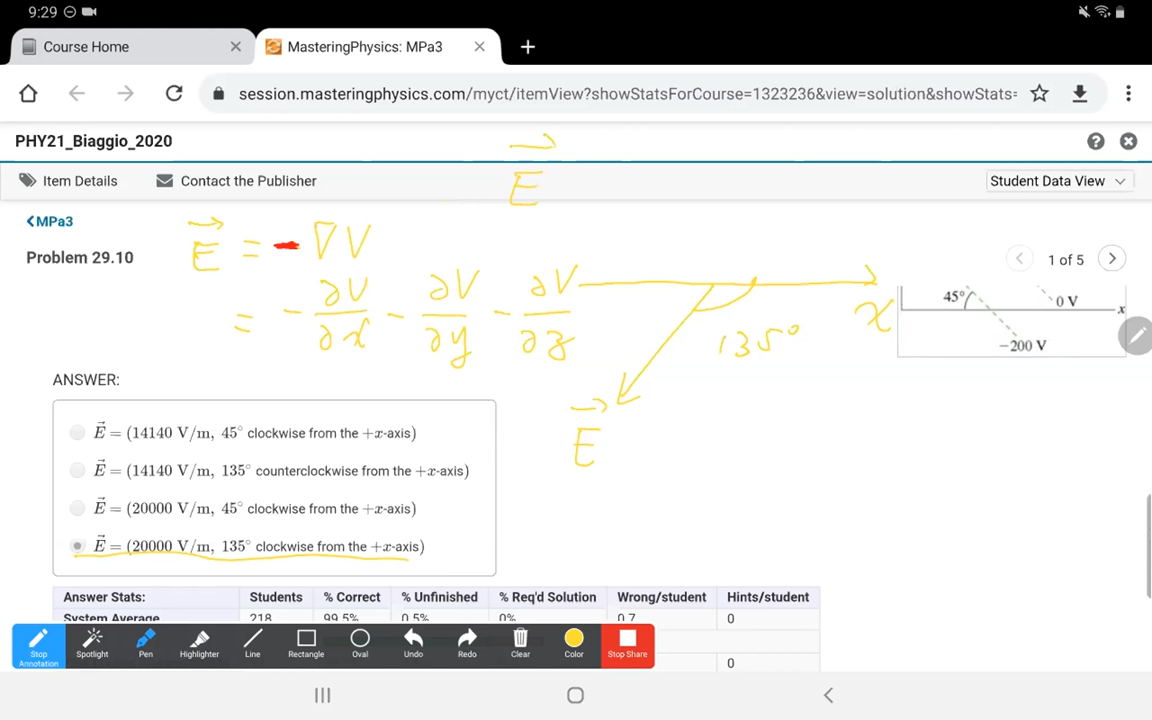 9:29
Course Home
MasteringPhysics: MPa3
session.masteringphysics.com/myct/itemView?showStatsForCourse=1323236&view=solution&showStats=
PHY21_Biaggio_2020
Item Details
Contact the Publisher
E⃗
Student Data View
MPa3
Problem 29.10
E⃗ = - ∇V
1 of 5
= - ∂V/∂x - ∂V/∂y - ∂V/∂z
x
135°
45°
0 V
x
−200 V
E⃗
ANSWER:
E⃗ = (14140 V/m, 45° clockwise from the +x-axis)
E⃗ = (14140 V/m, 135° counterclockwise from the +x-axis)
E⃗ = (20000 V/m, 45° clockwise from the +x-axis)
E⃗ = (20000 V/m, 135° clockwise from the +x-axis)
Answer Stats: Students % Correct % Unfinished % Req'd Solution Wrong/student Hints/student
System Average 218 99.5% 0.5% 0% 0.7 0
0
Stop Annotation
Spotlight
Pen
Highlighter
Line
Rectangle
Oval
Undo
Redo
Clear
Color
Stop Share